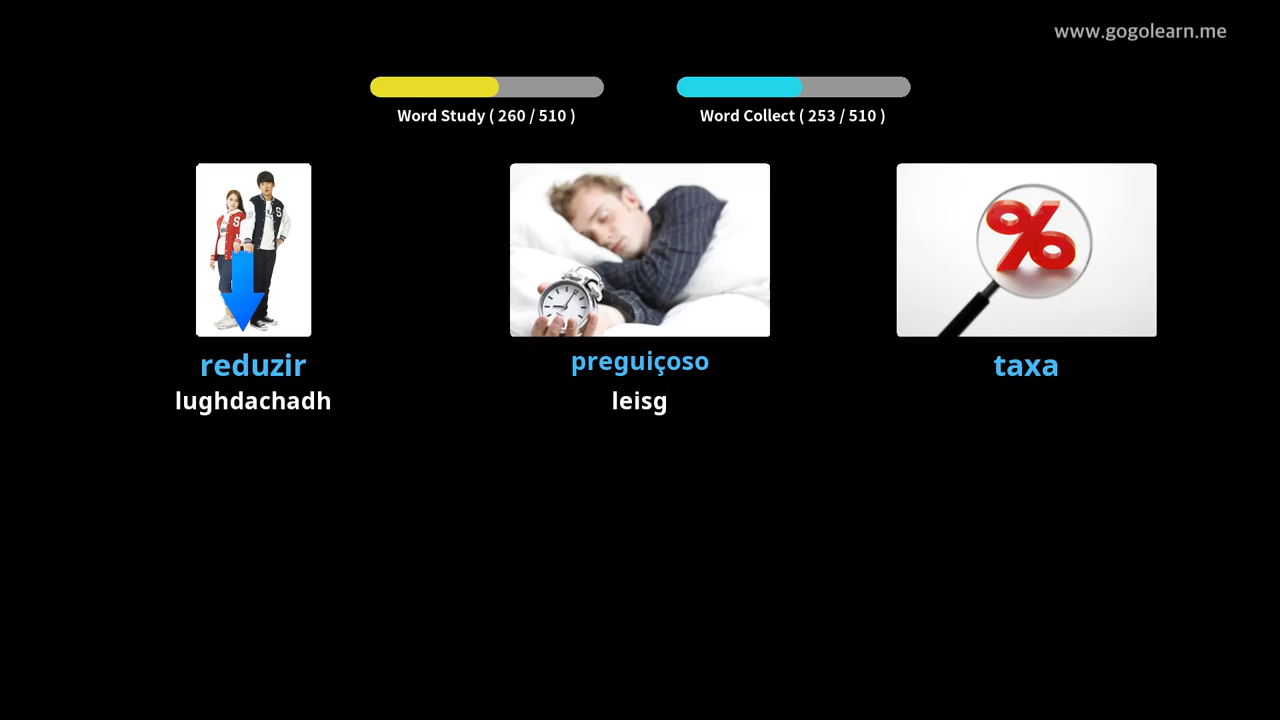 www.gogolearn.me
Word Study ( 260 / 510 )
Word Collect ( 253 / 510 )
reduzir
lughdachadh
preguiçoso
leisg
taxa